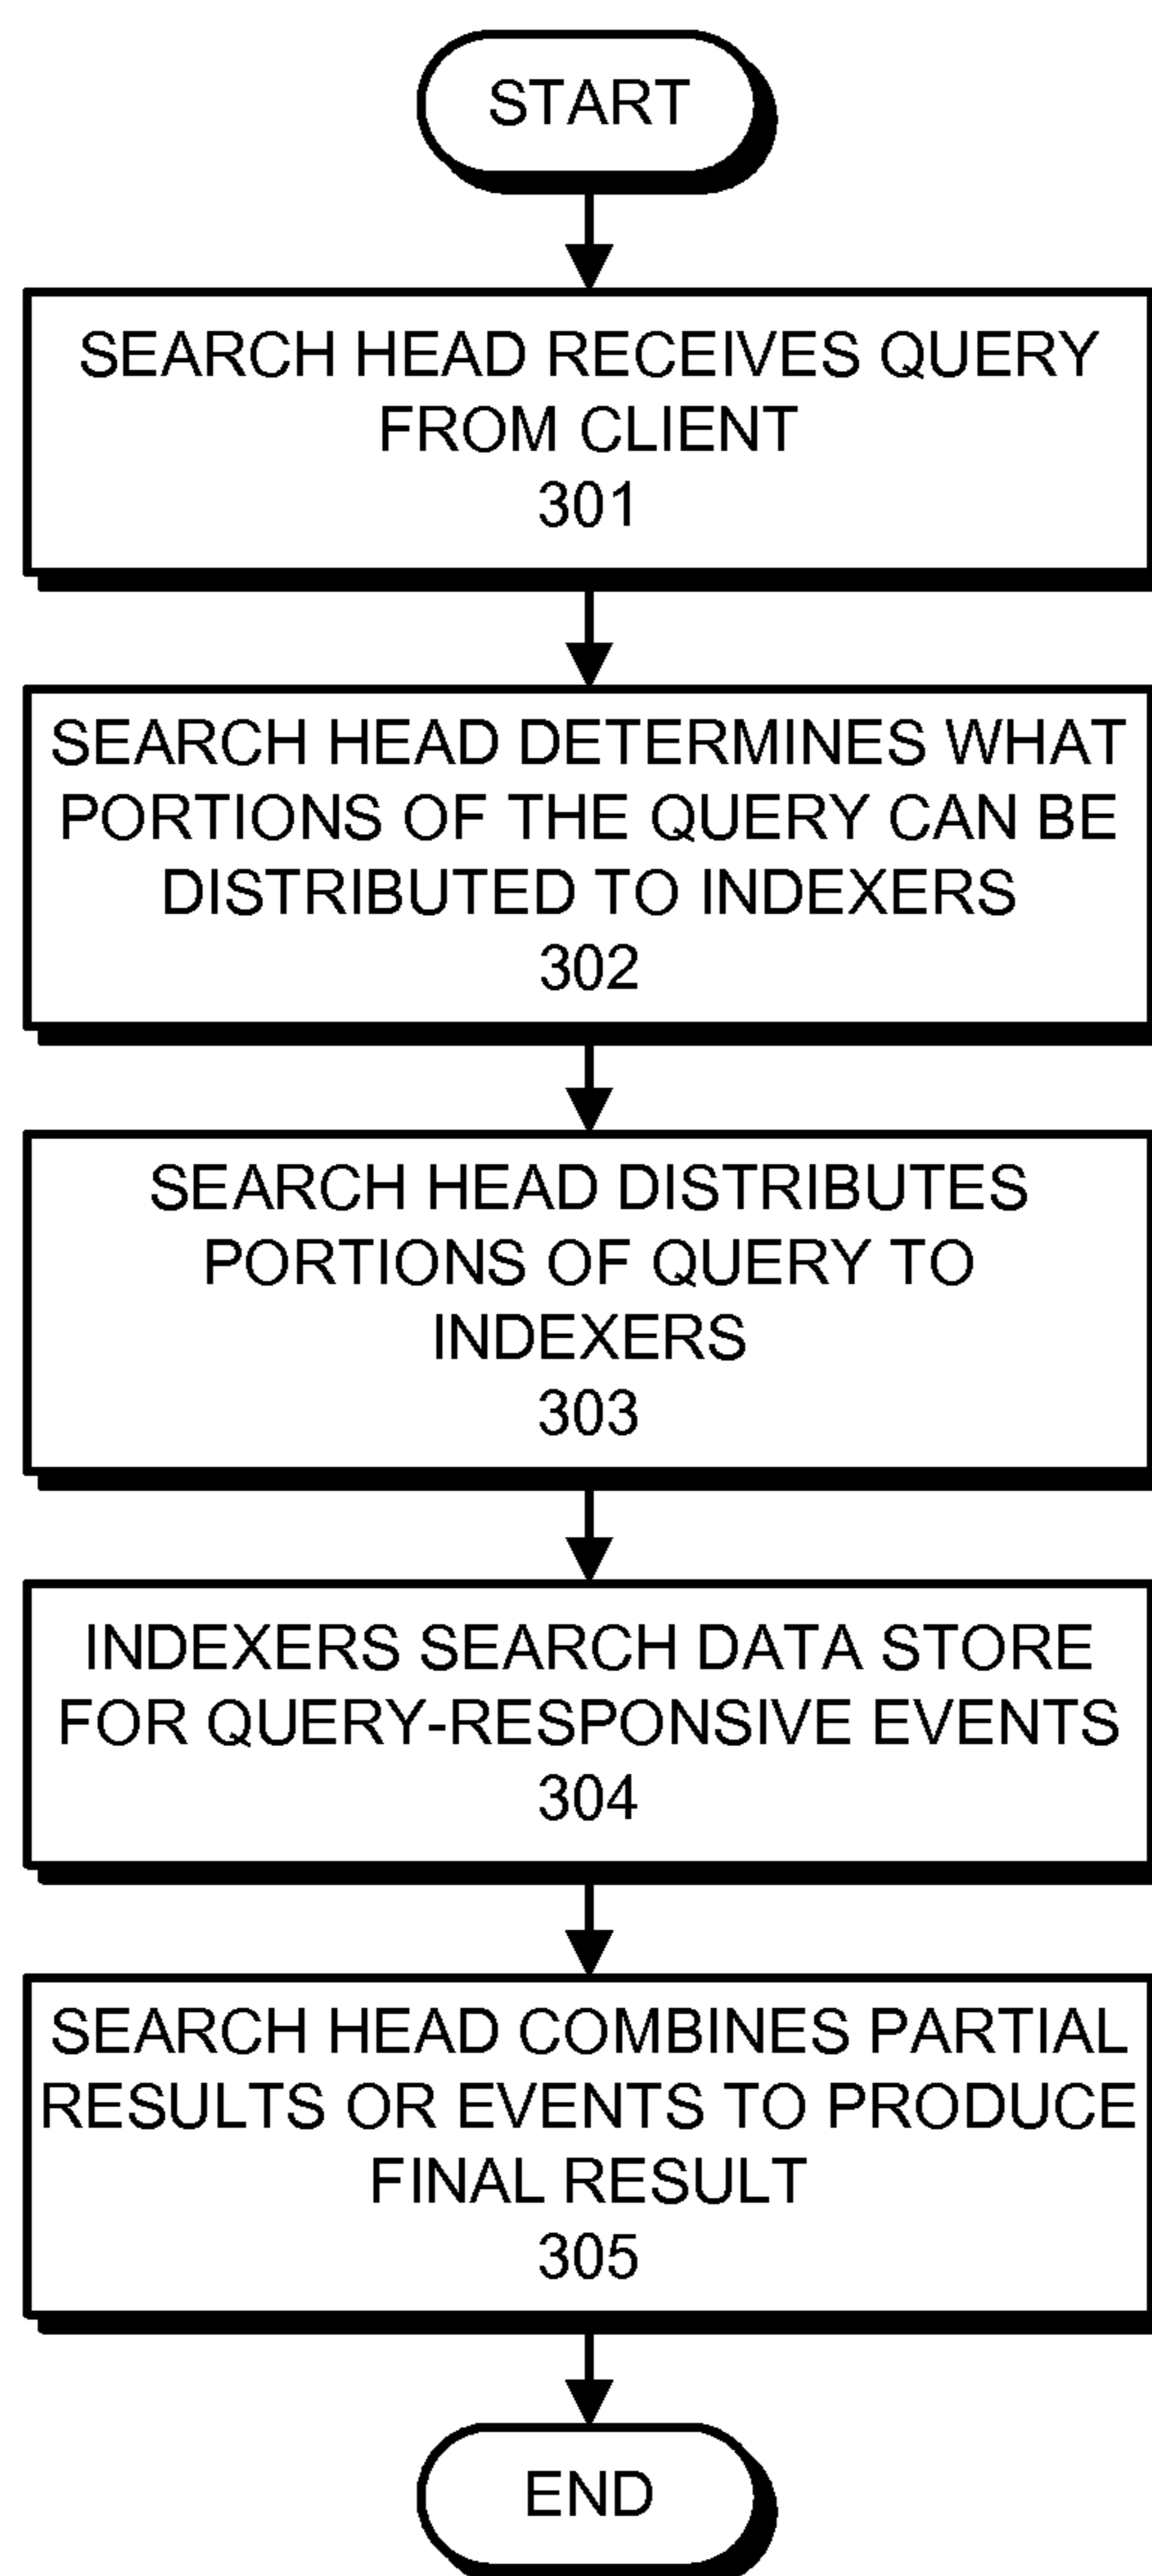 START
SEARCH HEAD RECEIVES QUERY
FROM CLIENT
301
SEARCH HEAD DETERMINES WHAT
PORTIONS OF THE QUERY CAN BE
DISTRIBUTED TO INDEXERS
302
SEARCH HEAD DISTRIBUTES
PORTIONS OF QUERY TO
INDEXERS
303
INDEXERS SEARCH DATA STORE
FOR QUERY-RESPONSIVE EVENTS
304
SEARCH HEAD COMBINES PARTIAL
RESULTS OR EVENTS TO PRODUCE
FINAL RESULT
305
END